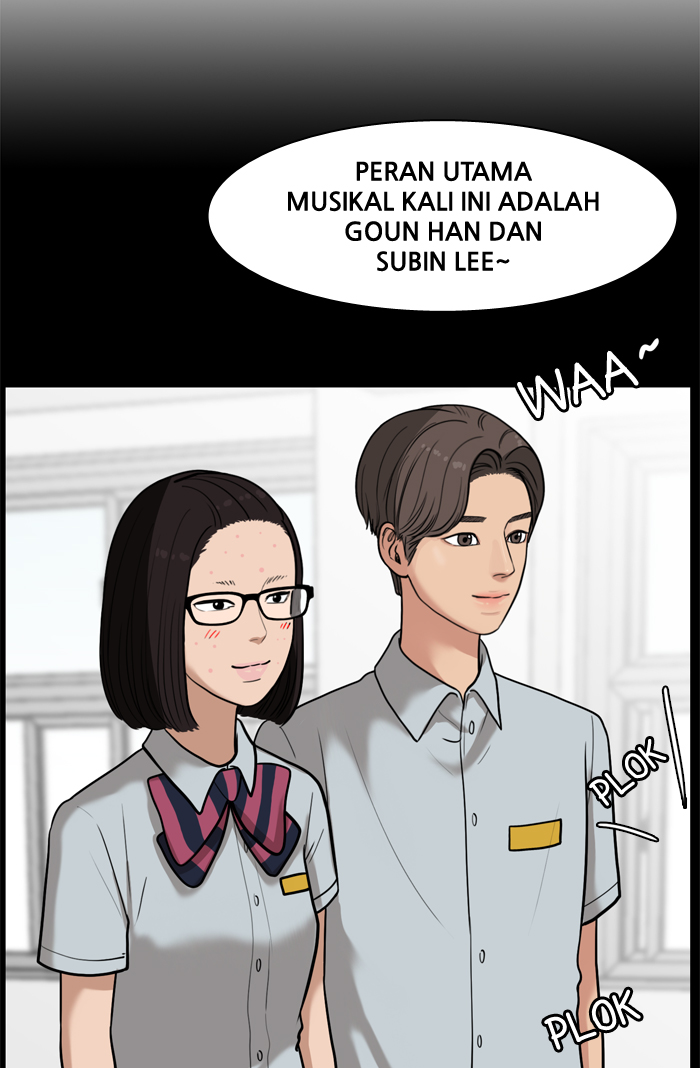 PERAN UTAMA
MUSIKAL KALI INI ADALAH
GOUN HAN DAN
SUBIN LEE~
WAA~
PLOK
PLOK